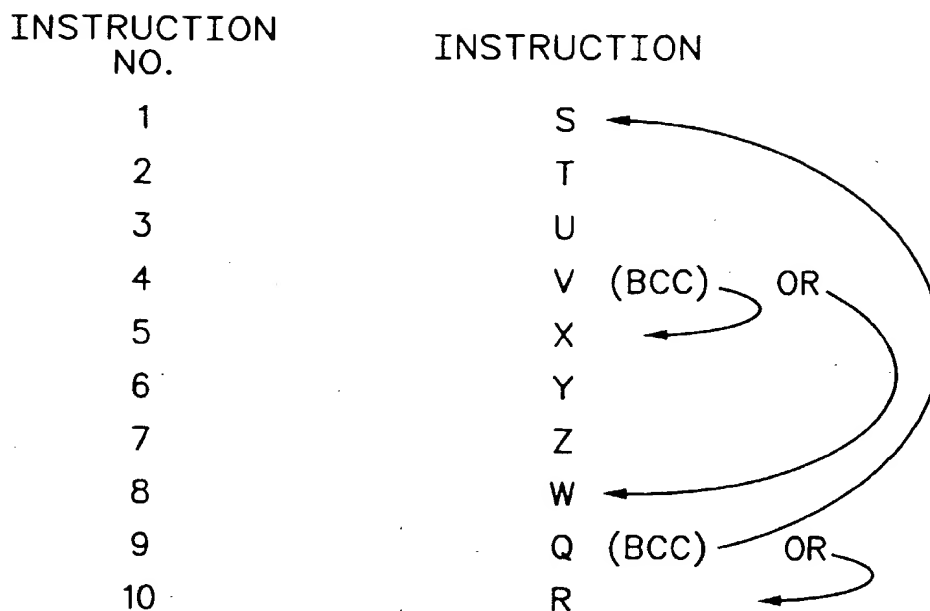 INSTRUCTION NO. INSTRUCTION
1 S
2 T
3 U
4 V (BCC) OR
5 X
6 Y
7 Z
8 W
9 Q (BCC) OR
10 R